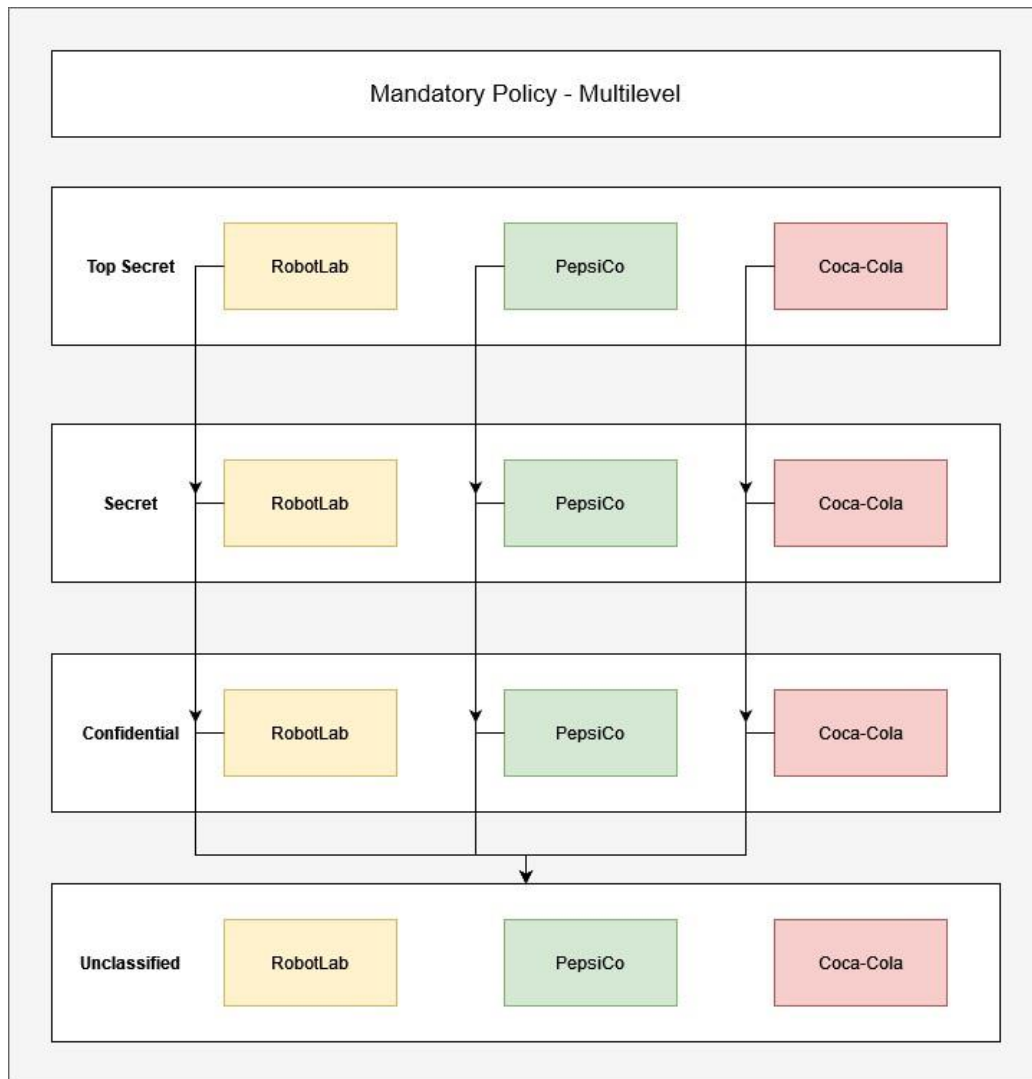 Mandatory Policy - Multilevel
Top Secret RobotLab PepsiCo Coca-Cola
Secret RobotLab PepsiCo Coca-Cola
Confidential RobotLab PepsiCo Coca-Cola
Unclassified RobotLab PepsiCo Coca-Cola